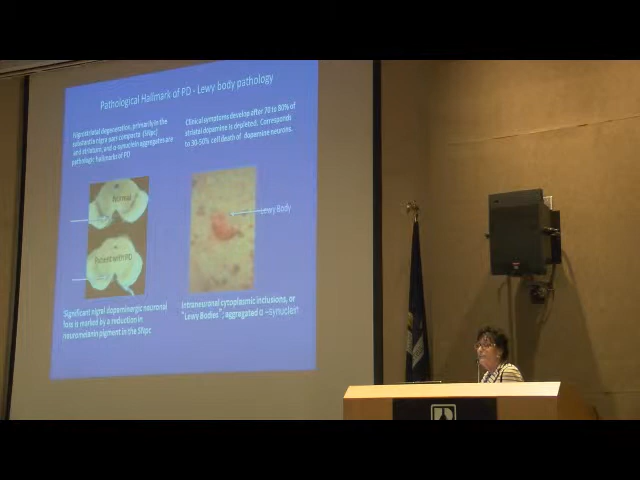 Pathological Hallmark of PD - Lewy body pathology
Nigrostriatal degeneration, primarily in the
substantia nigra pars compacta (SNpc)
and striatum, and α synuclein aggregates are
pathologic hallmarks of PD
Clinical symptoms develop after 70 to 80% of
striatal dopamine is depleted. Corresponds
to 30-50% cell death of dopamine neurons.
Normal
Patient with PD
Lewy Body
Significant nigral dopaminergic neuronal
loss is marked by a reduction in
neuromelanin pigment in the SNpc
Intraneuronal cytoplasmic inclusions, or
"Lewy Bodies", aggregated α –synuclein